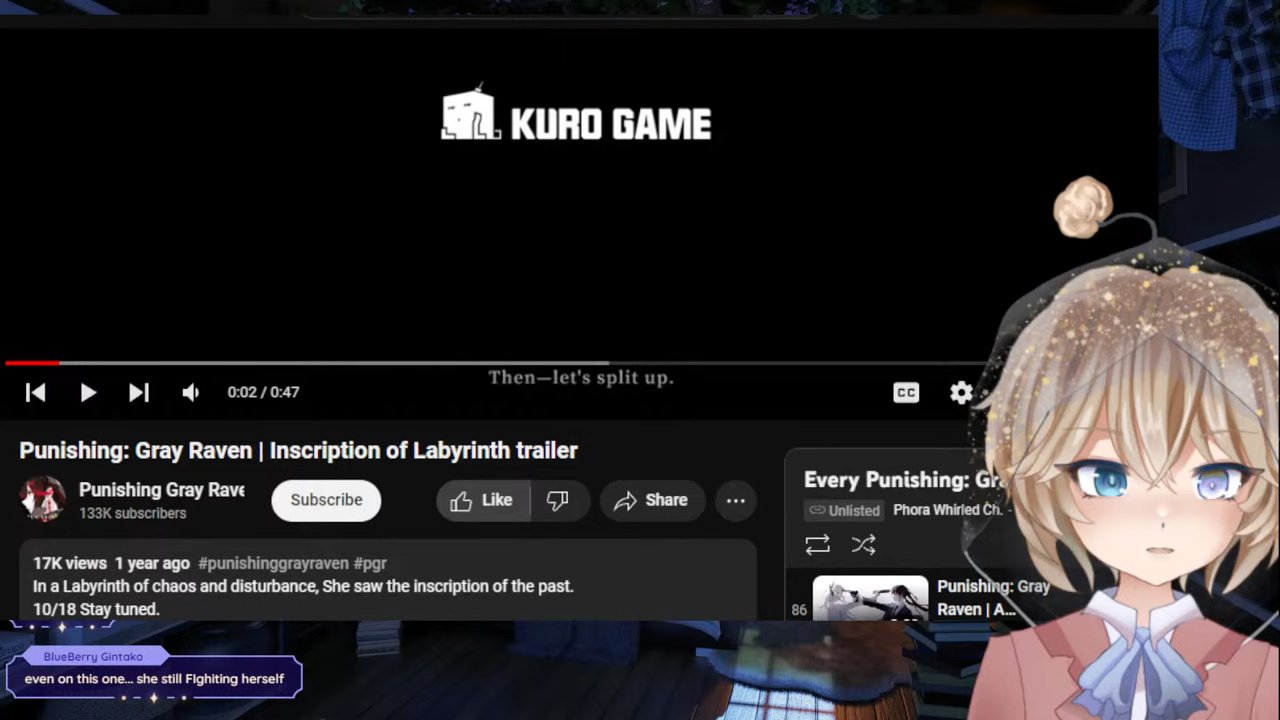 KURO GAME
Then—let's split up.
0:02 / 0:47
CC
Punishing: Gray Raven | Inscription of Labyrinth trailer
Punishing Gray Rave
133K subscribers
Subscribe
Like
Share
17K views 1 year ago #punishinggrayraven #pgr
In a Labyrinth of chaos and disturbance, She saw the inscription of the past.
10/18 Stay tuned.
Every Punishing: Gr
Unlisted
Phora Whirled Ch. -
86
Punishing: Gray
Raven | A...
BlueBerry Gintako
even on this one... she still FIghiting herself